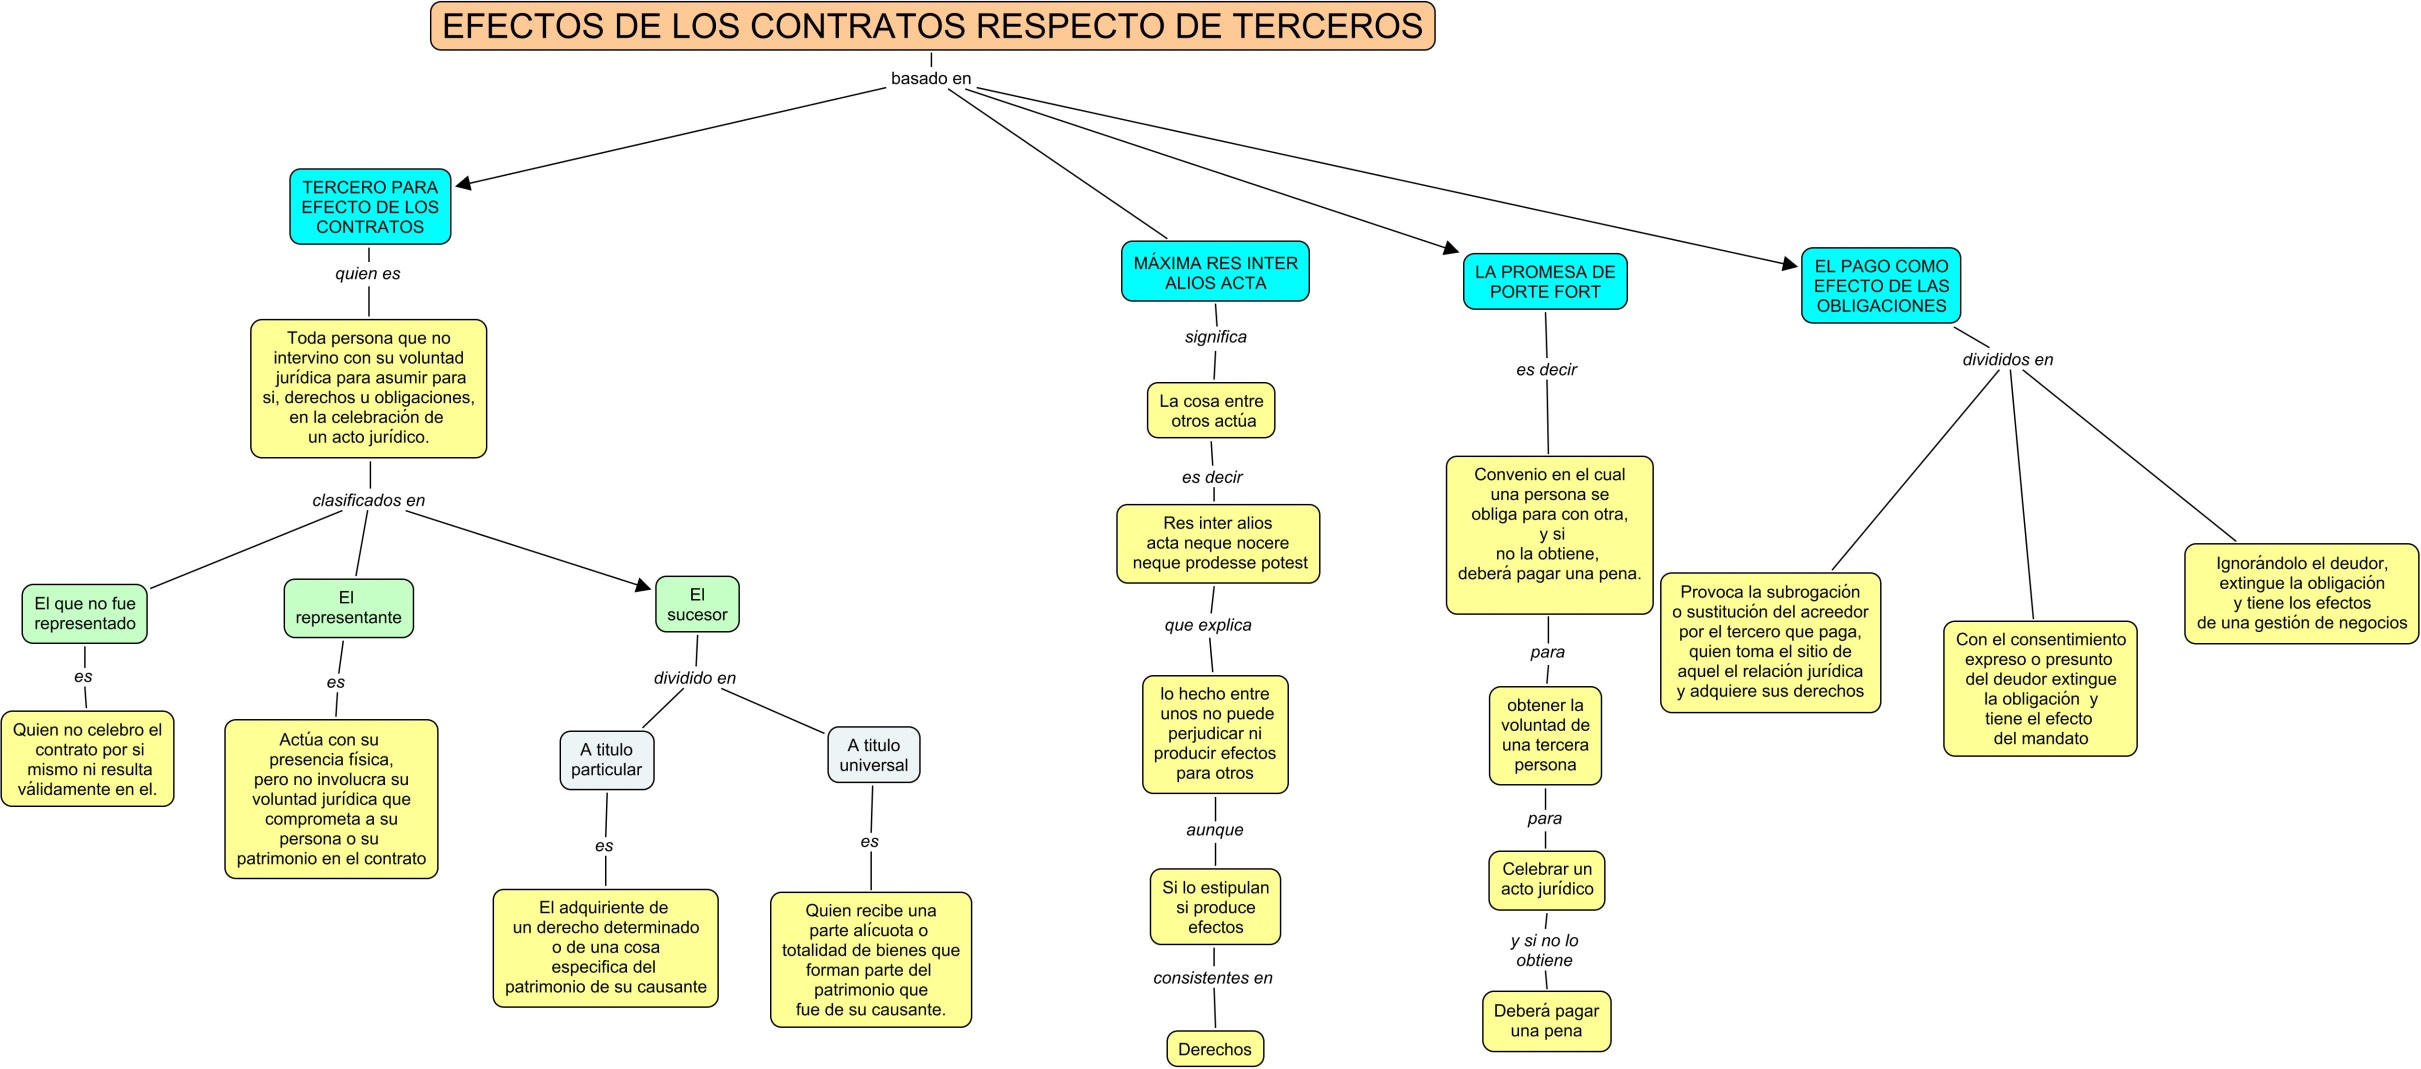 EFECTOS DE LOS CONTRATOS RESPECTO DE TERCEROS
basado en
TERCERO PARA
EFECTO DE LOS
CONTRATOS
quien es
Toda persona que no
intervino con su voluntad
jurídica para asumir para
si, derechos u obligaciones,
en la celebración de
un acto jurídico.
clasificados en
El que no fue
representado
es
Quien no celebro el
contrato por si
mismo ni resulta
válidamente en el.
El
representante
es
Actúa con su
presencia física,
pero no involucra su
voluntad jurídica que
comprometa a su
persona o su
patrimonio en el contrato
El
sucesor
dividido en
A titulo
particular
es
El adquiriente de
un derecho determinado
o de una cosa
especifica del
patrimonio de su causante
A titulo
universal
es
Quien recibe una
parte alícuota o
totalidad de bienes que
forman parte del
patrimonio que
fue de su causante.
MÁXIMA RES INTER
ALIOS ACTA
significa
La cosa entre
otros actúa
es decir
Res inter alios
acta neque nocere
neque prodesse potest
que explica
lo hecho entre
unos no puede
perjudicar ni
producir efectos
para otros
aunque
Si lo estipulan
si produce
efectos
consistentes en
Derechos
LA PROMESA DE
PORTE FORT
es decir
Convenio en el cual
una persona se
obliga para con otra,
y si
no la obtiene,
deberá pagar una pena.
para
obtener la
voluntad de
una tercera
persona
para
Celebrar un
acto jurídico
y si no lo
obtiene
Deberá pagar
una pena
EL PAGO COMO
EFECTO DE LAS
OBLIGACIONES
divididos en
Provoca la subrogación
o sustitución del acreedor
por el tercero que paga,
quien toma el sitio de
aquel el relación jurídica
y adquiere sus derechos
Con el consentimiento
expreso o presunto
del deudor extingue
la obligación y
tiene el efecto
del mandato
Ignorándolo el deudor,
extingue la obligación
y tiene los efectos
de una gestión de negocios